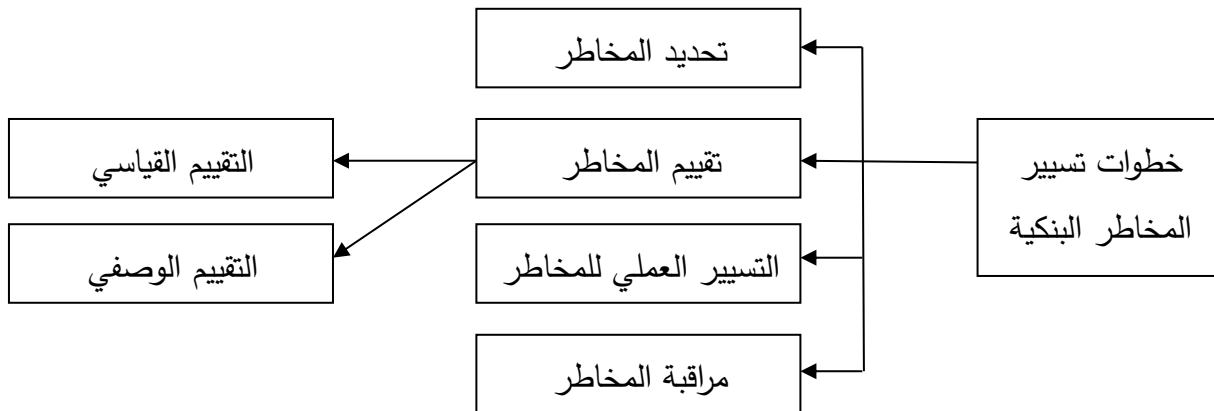 خطوات تسيير
المخاطر البنكية
تحديد المخاطر
تقييم المخاطر
التقييم القياسي
التقييم الوصفي
التسيير العملي للمخاطر
مراقبة المخاطر